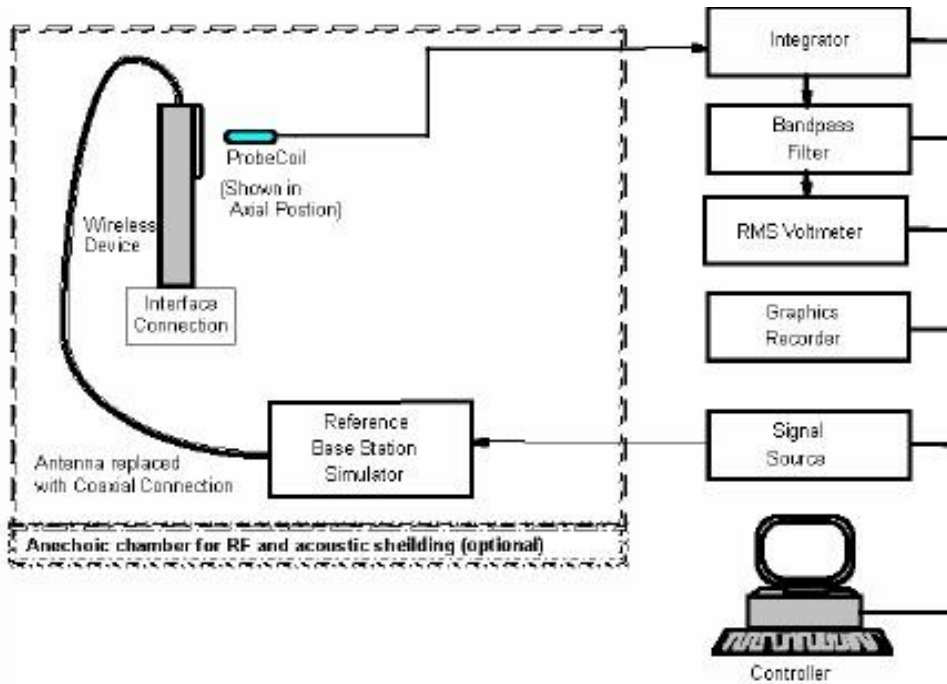 Integrator
Bandpass
Filter
RMS Voltmeter
Graphics
Recorder
Signal
Source
Controller
ProbeCoil
(Shown in
Axial Postion)
Wireless
Device
Interface
Connection
Reference
Base Station
Simulator
Antenna replaced
with Coaxial Connection
Anechoic chamber for RF and acoustic sheilding (optional)